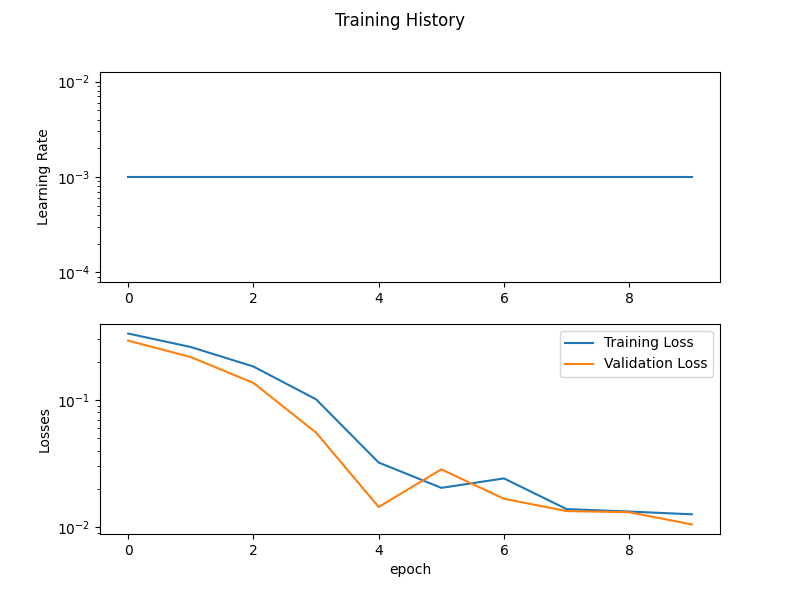 Training History
10⁻²
10⁻³
10⁻⁴
Learning Rate
0 2 4 6 8
Training Loss
Validation Loss
10⁻¹
10⁻²
Losses
0 2 4 6 8
epoch